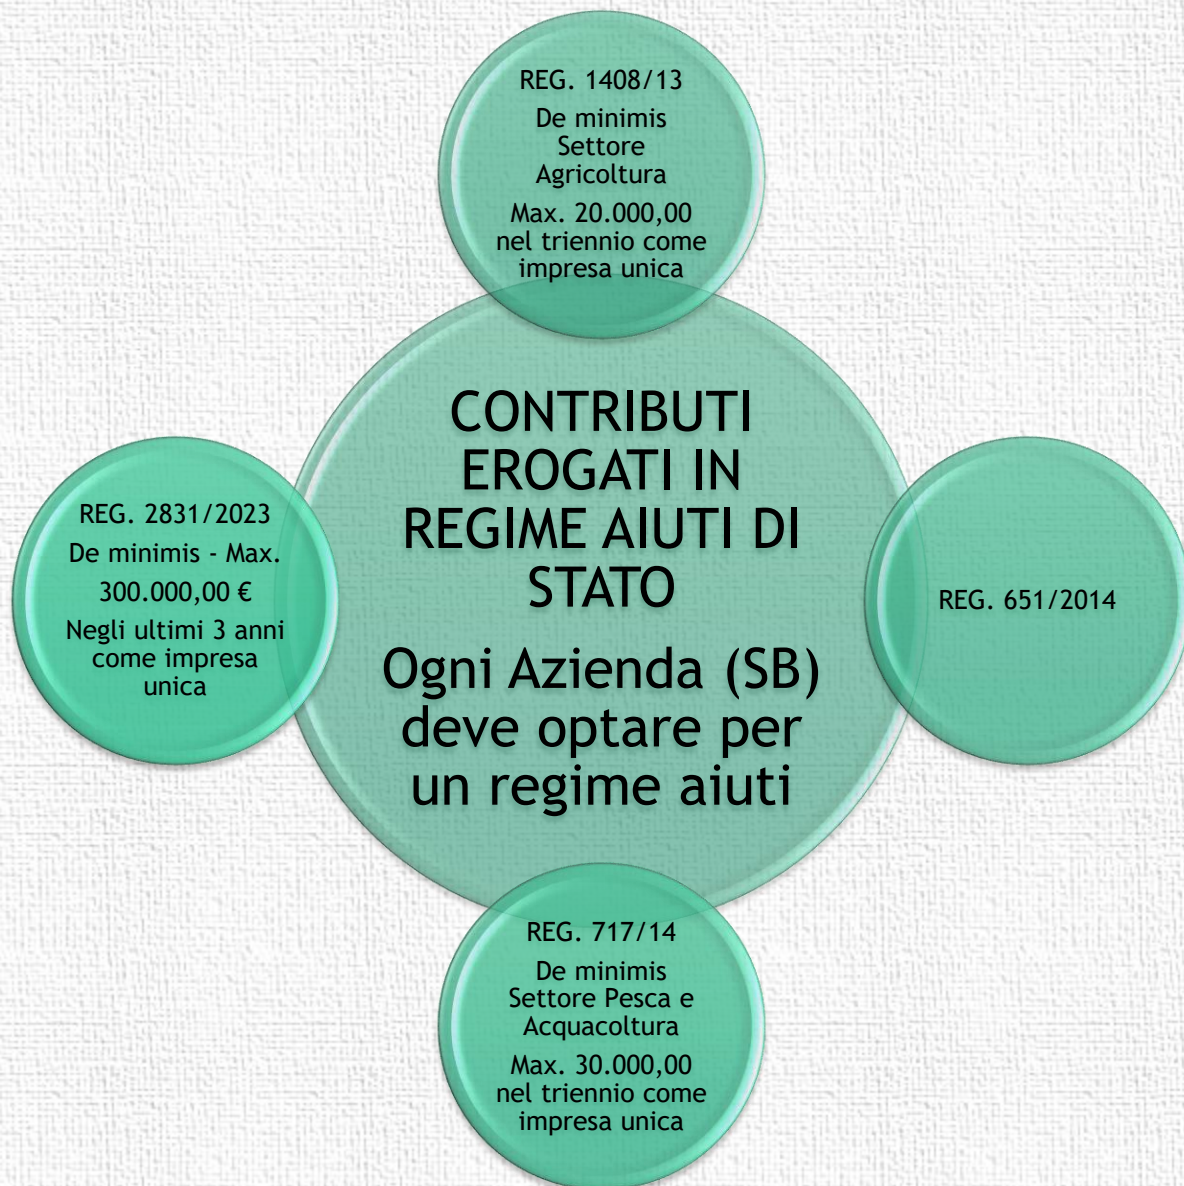 REG. 1408/13
De minimis
Settore
Agricoltura
Max. 20.000,00
nel triennio come
impresa unica
CONTRIBUTI
EROGATI IN
REGIME AIUTI DI
STATO
Ogni Azienda (SB)
deve optare per
un regime aiuti
REG. 2831/2023
De minimis - Max.
300.000,00 €
Negli ultimi 3 anni
come impresa
unica
REG. 651/2014
REG. 717/14
De minimis
Settore Pesca e
Acquacoltura
Max. 30.000,00
nel triennio come
impresa unica